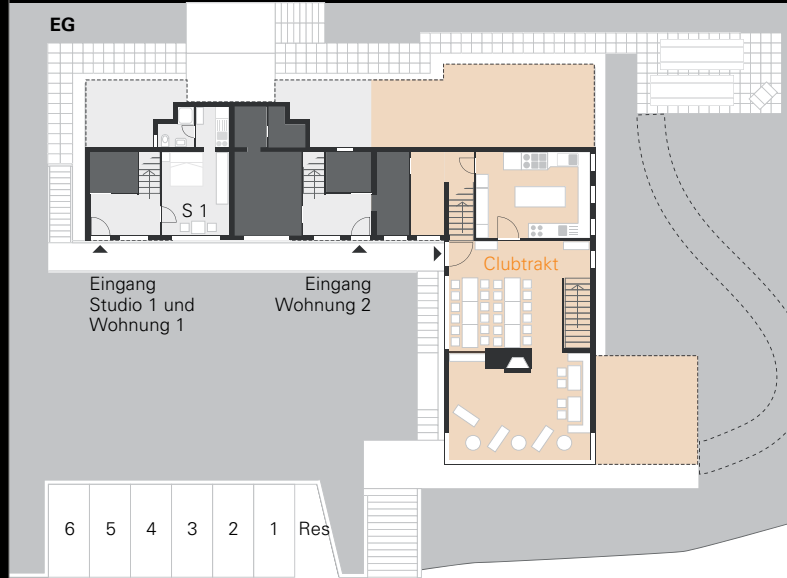 EG
S 1
Clubtrakt
Eingang
Studio 1 und
Wohnung 1
Eingang
Wohnung 2
6 5 4 3 2 1 Res